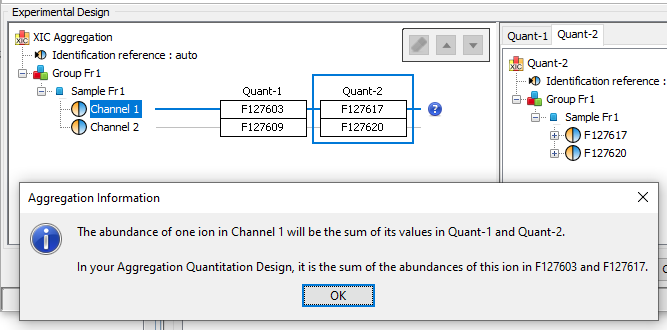 Experimental Design
XIC Aggregation
Identification reference : auto
Group Fr1
Sample Fr1
Quant-1 Quant-2
Channel 1 F127603 F127617 ?
Channel 2 F127609 F127620
Quant-1 Quant-2
XIC Quant-2
Identification reference :
Group Fr1
Sample Fr1
F127617
F127620
Aggregation Information
The abundance of one ion in Channel 1 will be the sum of its values in Quant-1 and Quant-2.
In your Aggregation Quantitation Design, it is the sum of the abundances of this ion in F127603 and F127617.
OK